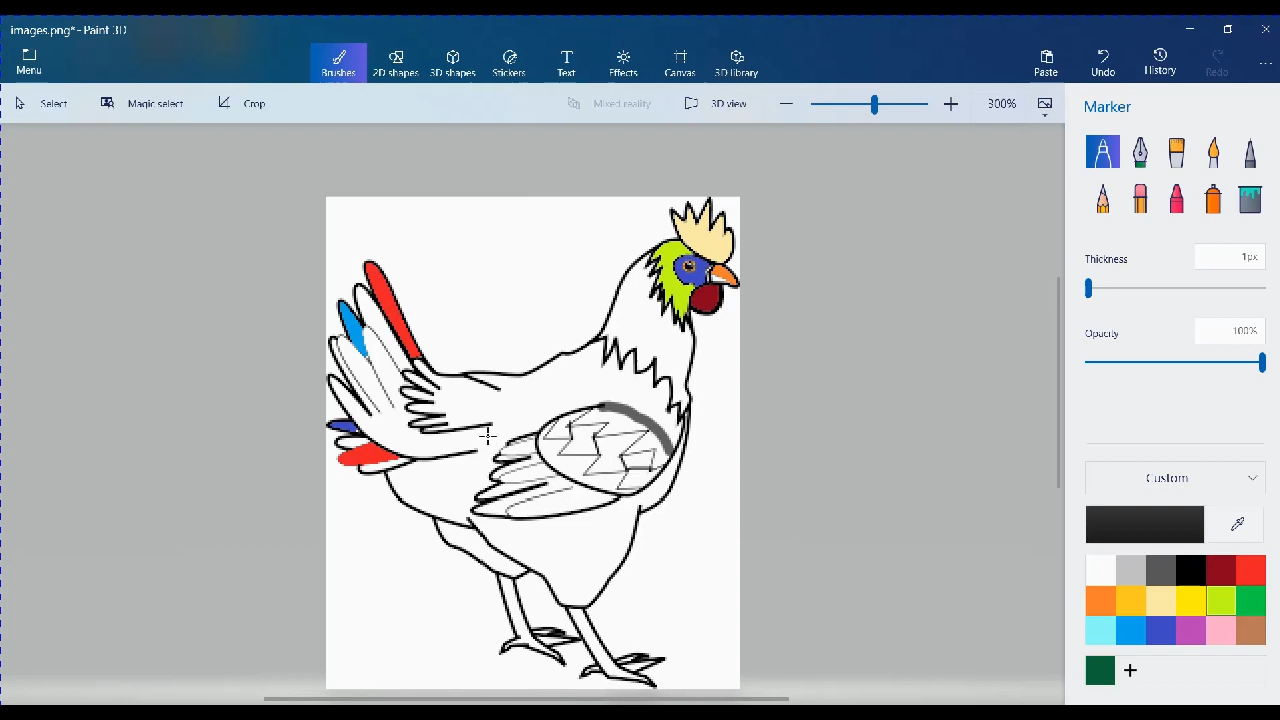 images.png* - Paint 3D
Menu
Brushes
2D shapes
3D shapes
Stickers
Text
Effects
Canvas
3D library
Paste
Undo
History
Redo
...
Select
Magic select
Crop
Mixed reality
3D view
300%
Marker
Thickness
1px
Opacity
100%
Custom